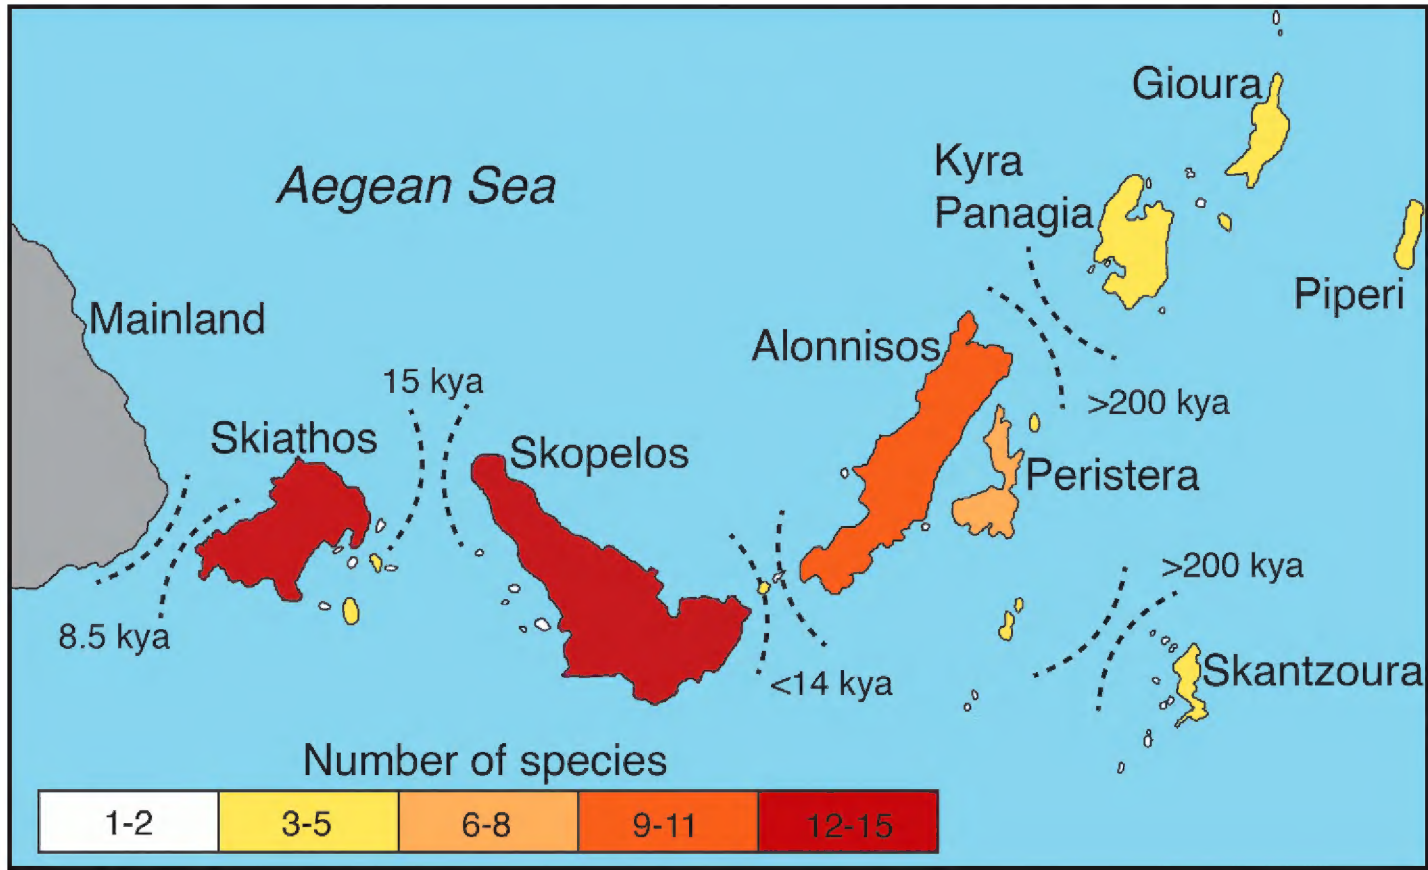 Gioura
Kyra
Panagia
Aegean Sea
Piperi
Mainland
Alonnisos
15 kya
>200 kya
Skiathos
Skopelos
Peristera
>200 kya
8.5 kya
<14 kya
Skantzoura
Number of species
1-2 3-5 6-8 9-11 12-15